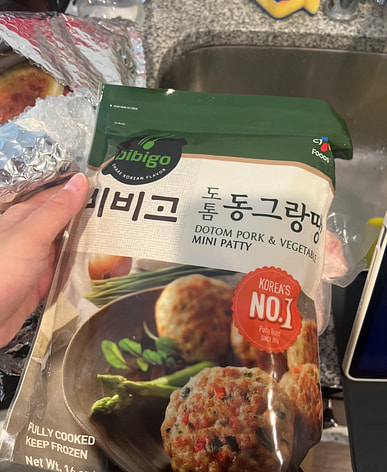 bibigo
SHARE KOREAN FLAVOR
CJ
FOODS
비비고
도톰 동그랑땡
DOTOM PORK & VEGETABLE
MINI PATTY
KOREA'S
NO.1
FULLY COOKED
KEEP FROZEN
Net Wt.